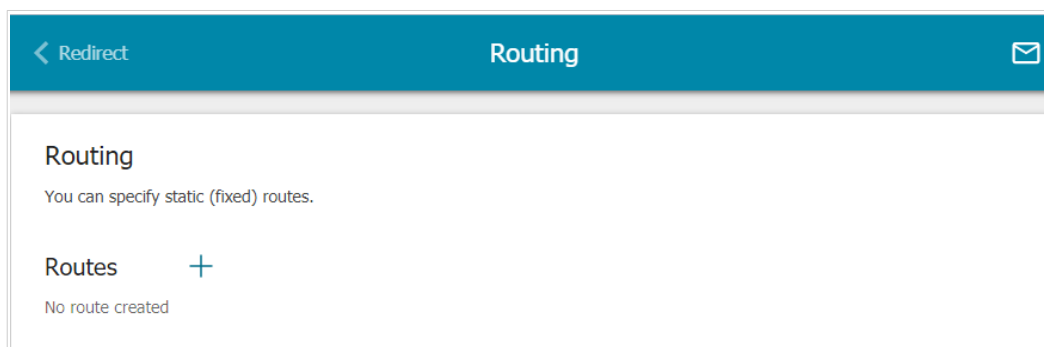 Redirect
Routing
Routing
You can specify static (fixed) routes.
Routes
No route created